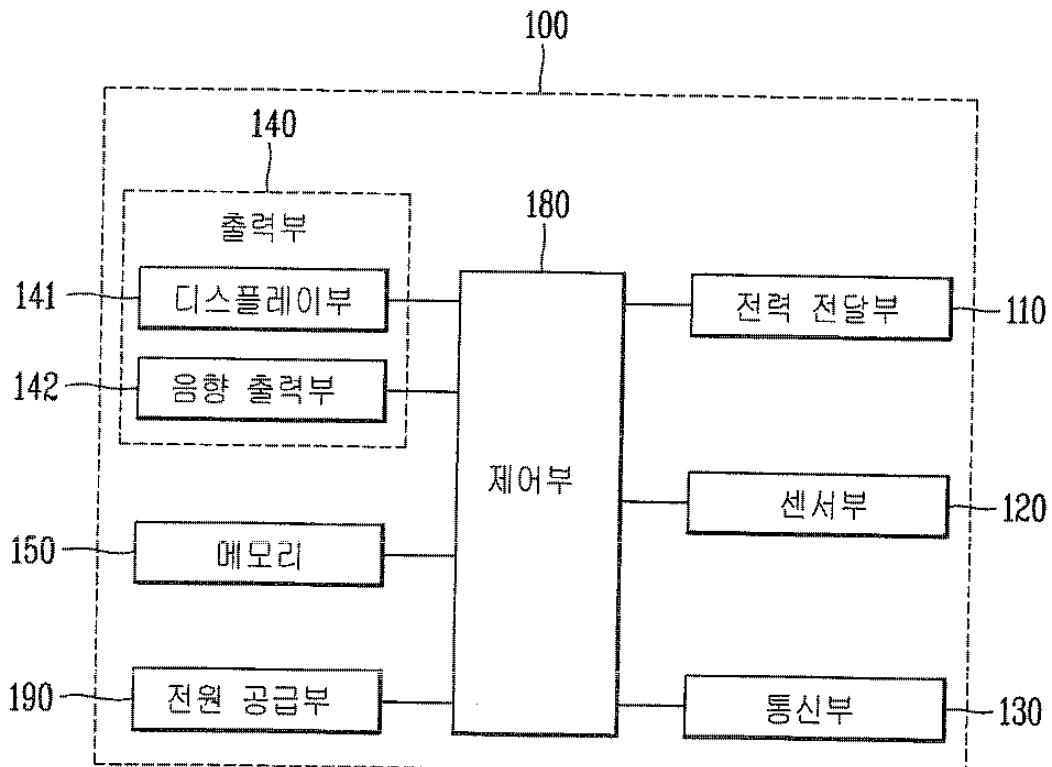 100
140
180
출력부
141
디스플레이부
전력 전달부
110
142
음향 출력부
제어부
센서부
120
150
메모리
190
전원 공급부
통신부
130